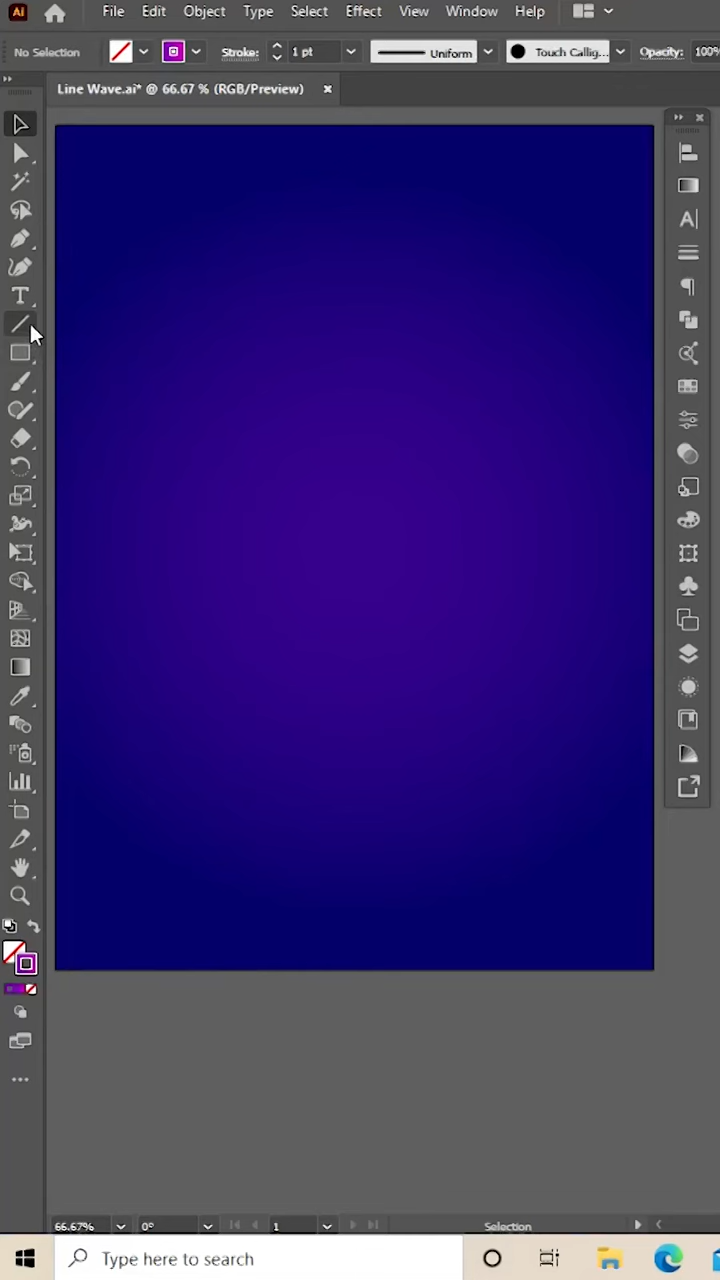 Ai File Edit Object Type Select Effect View Window Help
No Selection Stroke: 1 pt Uniform Touch Callig... Opacity: 100%
Line Wave.ai* @ 66.67 % (RGB/Preview)
66.67% 0° 1 Selection
Type here to search